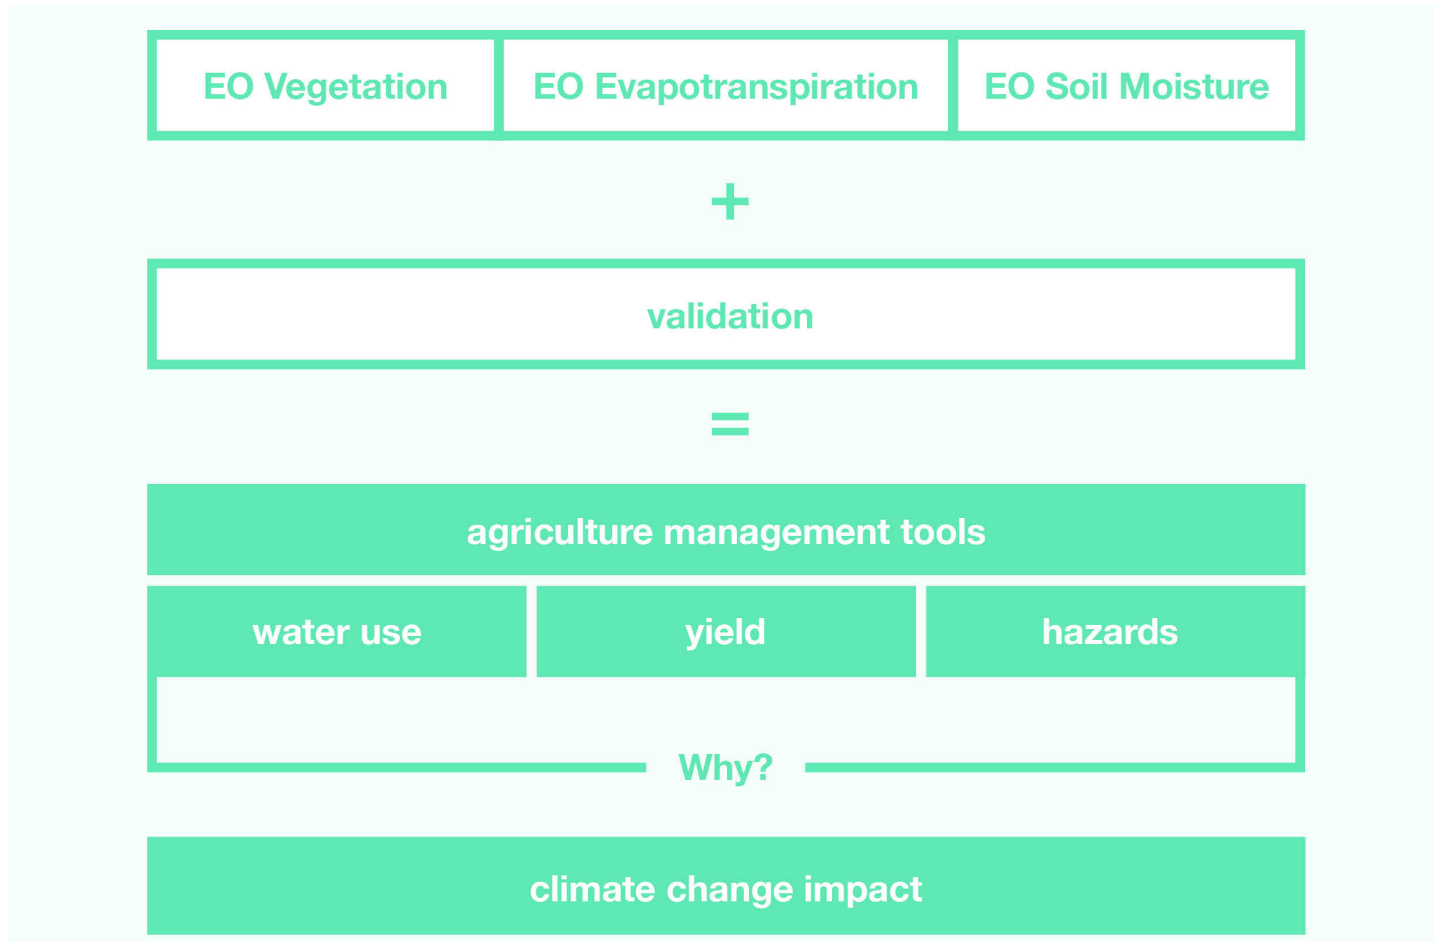 EO Vegetation EO Evapotranspiration EO Soil Moisture
+
validation
=
agriculture management tools
water use yield hazards
Why?
climate change impact